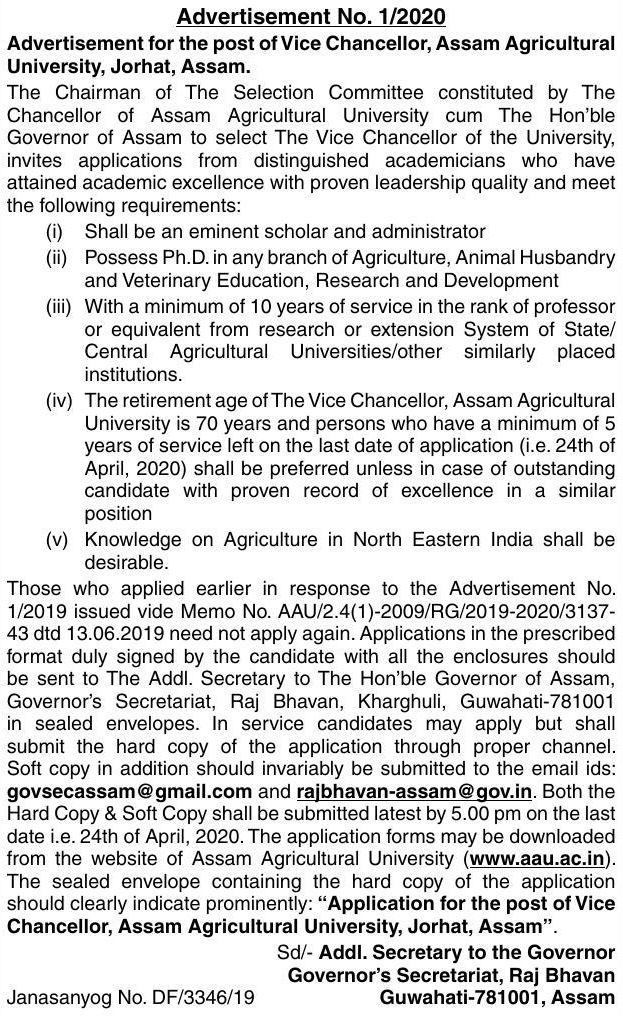 Advertisement No. 1/2020
Advertisement for the post of Vice Chancellor, Assam Agricultural
University, Jorhat, Assam.
The Chairman of The Selection Committee constituted by The
Chancellor of Assam Agricultural University cum The Hon'ble
Governor of Assam to select The Vice Chancellor of the University,
invites applications from distinguished academicians who have
attained academic excellence with proven leadership quality and meet
the following requirements:
(i) Shall be an eminent scholar and administrator
(ii) Possess Ph.D. in any branch of Agriculture, Animal Husbandry
and Veterinary Education, Research and Development
(iii) With a minimum of 10 years of service in the rank of professor
or equivalent from research or extension System of State/
Central Agricultural Universities/other similarly placed
institutions.
(iv) The retirement age of The Vice Chancellor, Assam Agricultural
University is 70 years and persons who have a minimum of 5
years of service left on the last date of application (i.e. 24th of
April, 2020) shall be preferred unless in case of outstanding
candidate with proven record of excellence in a similar
position
(v) Knowledge on Agriculture in North Eastern India shall be
desirable.
Those who applied earlier in response to the Advertisement No.
1/2019 issued vide Memo No. AAU/2.4(1)-2009/RG/2019-2020/3137-
43 dtd 13.06.2019 need not apply again. Applications in the prescribed
format duly signed by the candidate with all the enclosures should
be sent to The Addl. Secretary to The Hon'ble Governor of Assam,
Governor's Secretariat, Raj Bhavan, Kharghuli, Guwahati-781001
in sealed envelopes. In service candidates may apply but shall
submit the hard copy of the application through proper channel.
Soft copy in addition should invariably be submitted to the email ids:
govsecassam@gmail.com and rajbhavan-assam@gov.in. Both the
Hard Copy & Soft Copy shall be submitted latest by 5.00 pm on the last
date i.e. 24th of April, 2020. The application forms may be downloaded
from the website of Assam Agricultural University (www.aau.ac.in).
The sealed envelope containing the hard copy of the application
should clearly indicate prominently: "Application for the post of Vice
Chancellor, Assam Agricultural University, Jorhat, Assam".
Sd/- Addl. Secretary to the Governor
Governor's Secretariat, Raj Bhavan
Janasanyog No. DF/3346/19 Guwahati-781001, Assam